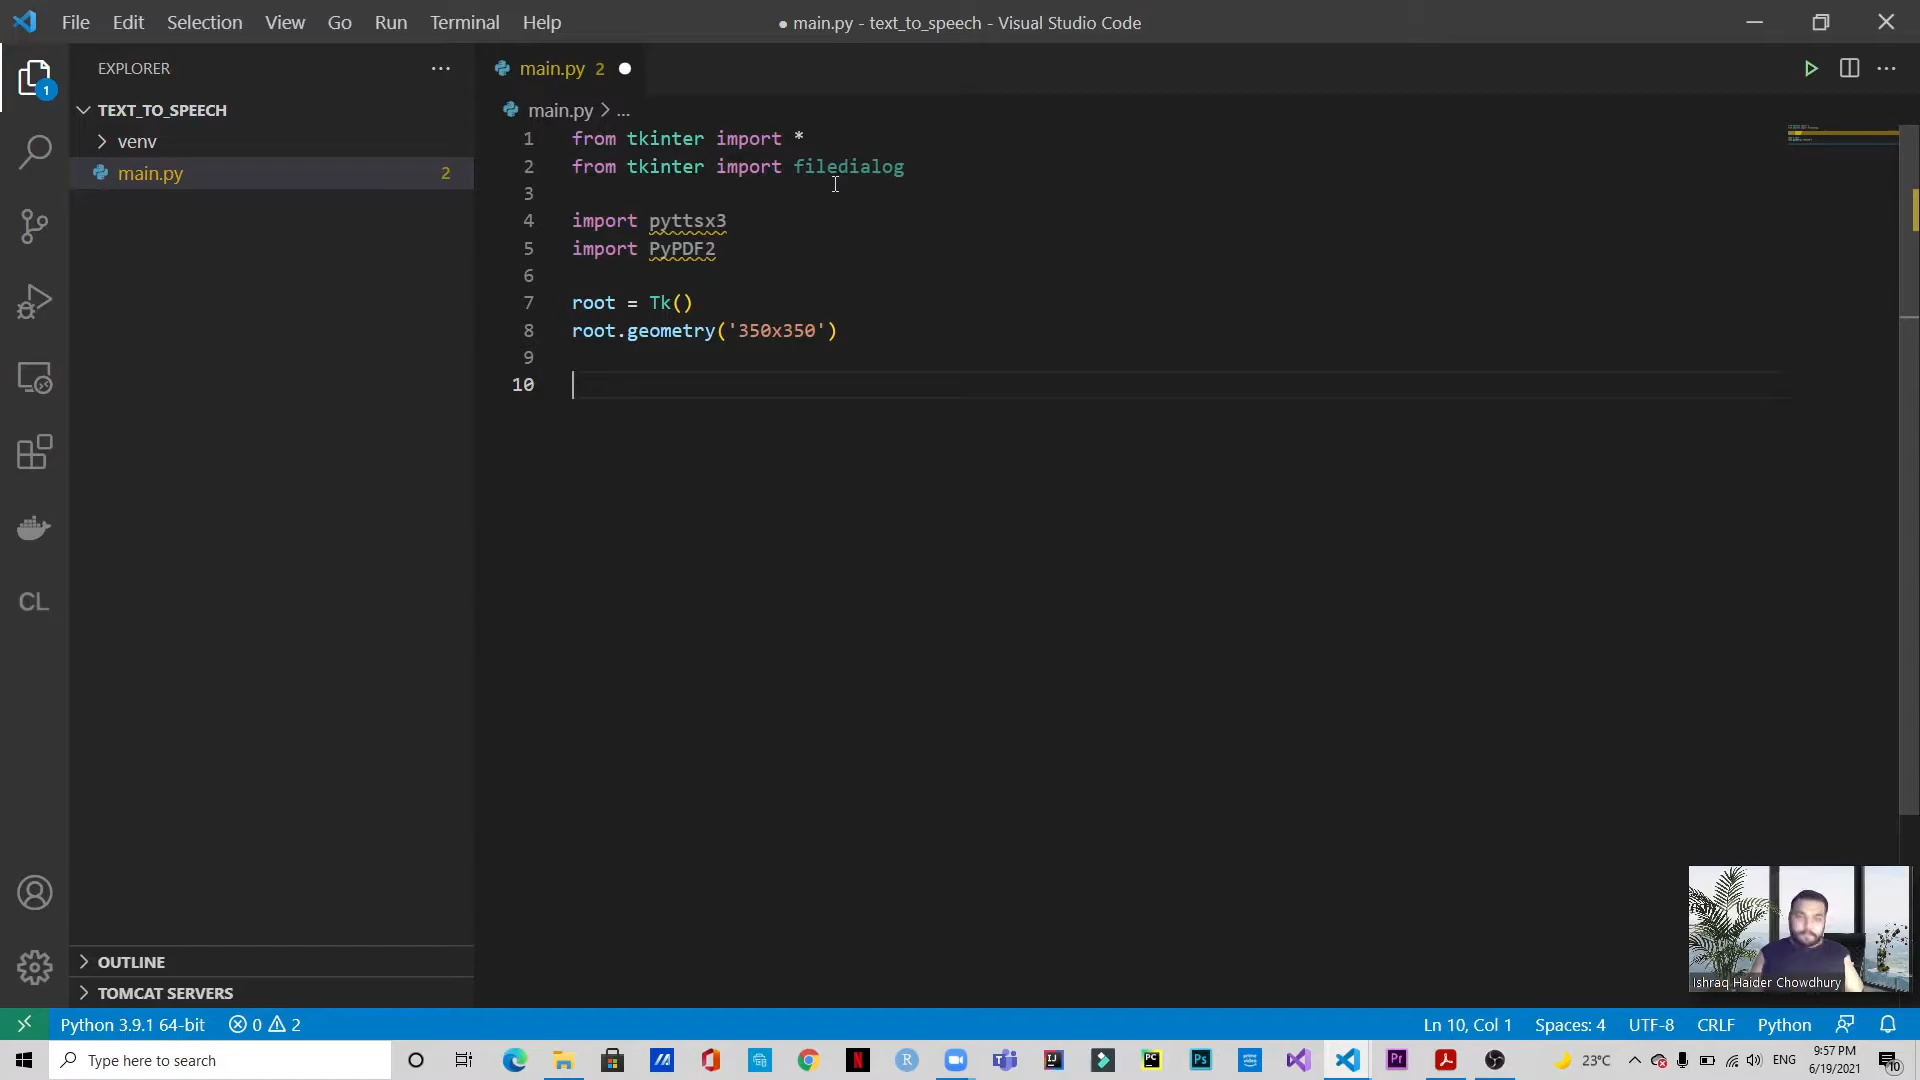 File Edit Selection View Go Run Terminal Help
● main.py - text_to_speech - Visual Studio Code
EXPLORER
TEXT_TO_SPEECH
venv
main.py 2
1
CL
OUTLINE
TOMCAT SERVERS
main.py 2
main.py > ...
1 from tkinter import *
2 from tkinter import filedialog
3
4 import pyttsx3
5 import PyPDF2
6
7 root = Tk()
8 root.geometry('350x350')
9
10
Ishraq Haider Chowdhury
Python 3.9.1 64-bit 0 2
Ln 10, Col 1 Spaces: 4 UTF-8 CRLF Python
Type here to search
23°C ENG
9:57 PM
6/19/2021
10